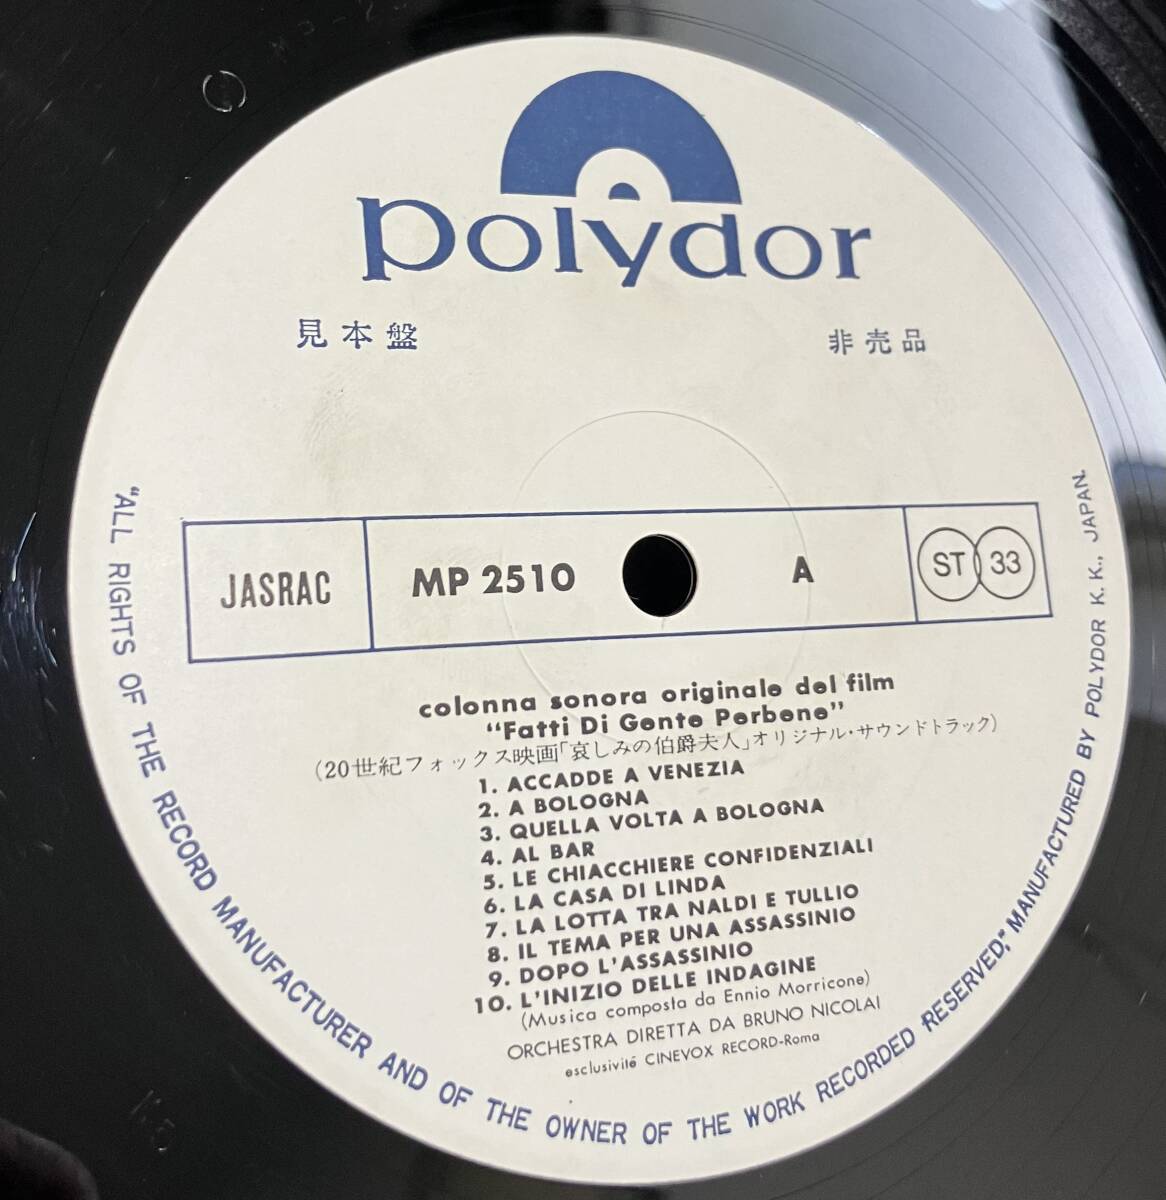 polydor
見本盤
非売品
JASRAC
MP 2510
A
ST 33
colonna sonora originale del film
"Fatti Di Gente Perbene"
(20世紀フォックス映画「哀しみの伯爵夫人」オリジナル・サウンドトラック)
1. ACCADDE A VENEZIA
2. A BOLOGNA
3. QUELLA VOLTA A BOLOGNA
4. AL BAR
5. LE CHIACCHIERE CONFIDENZIALI
6. LA CASA DI LINDA
7. LA LOTTA TRA NALDI E TULLIO
8. IL TEMA PER UNA ASSASSINIO
9. DOPO L'ASSASSINIO
10. L'INIZIO DELLE INDAGINE
(Musica composta da Ennio Morricone)
ORCHESTRA DIRETTA DA BRUNO NICOLAI
esclusivité CINEVOX RECORD-Roma
"ALL RIGHTS OF THE RECORD MANUFACTURER AND OF THE OWNER OF THE WORK RECORDED RESERVED," MANUFACTURED BY POLYDOR K.K., JAPAN.